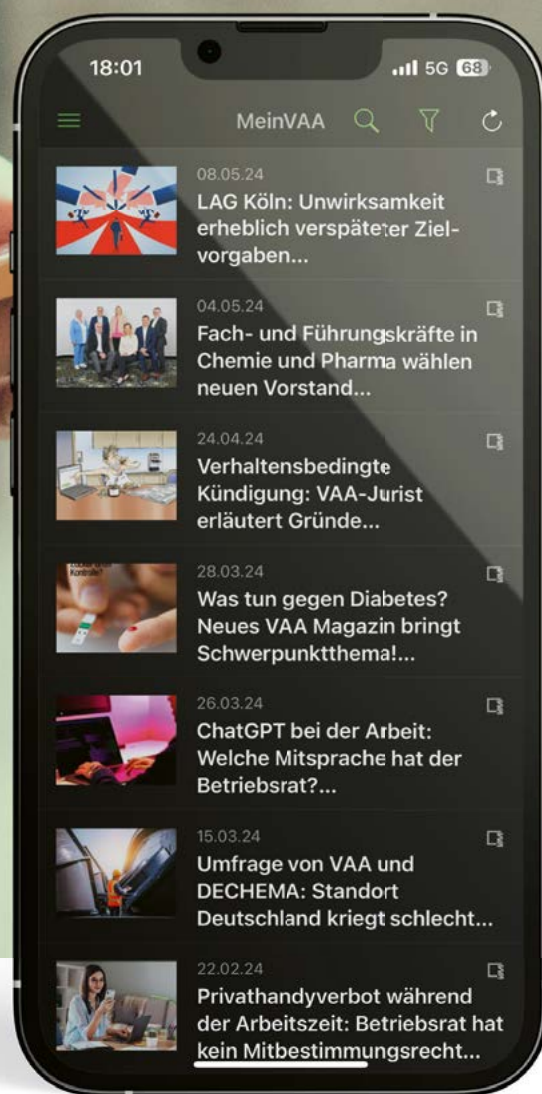 18:01
5G 68
MeinVAA
08.05.24
LAG Köln: Unwirksamkeit
erheblich verspäteter Ziel-
vorgaben...
04.05.24
Fach- und Führungskräfte in
Chemie und Pharma wählen
neuen Vorstand...
24.04.24
Verhaltensbedingte
Kündigung: VAA-Jurist
erläutert Gründe...
28.03.24
Kontrolle?
Was tun gegen Diabetes?
Neues VAA Magazin bringt
Schwerpunktthema!...
26.03.24
ChatGPT bei der Arbeit:
Welche Mitsprache hat der
Betriebsrat?...
15.03.24
Umfrage von VAA und
DECHEMA: Standort
Deutschland kriegt schlecht...
22.02.24
Privathandyverbot während
der Arbeitszeit: Betriebsrat hat
kein Mitbestimmungsrecht...